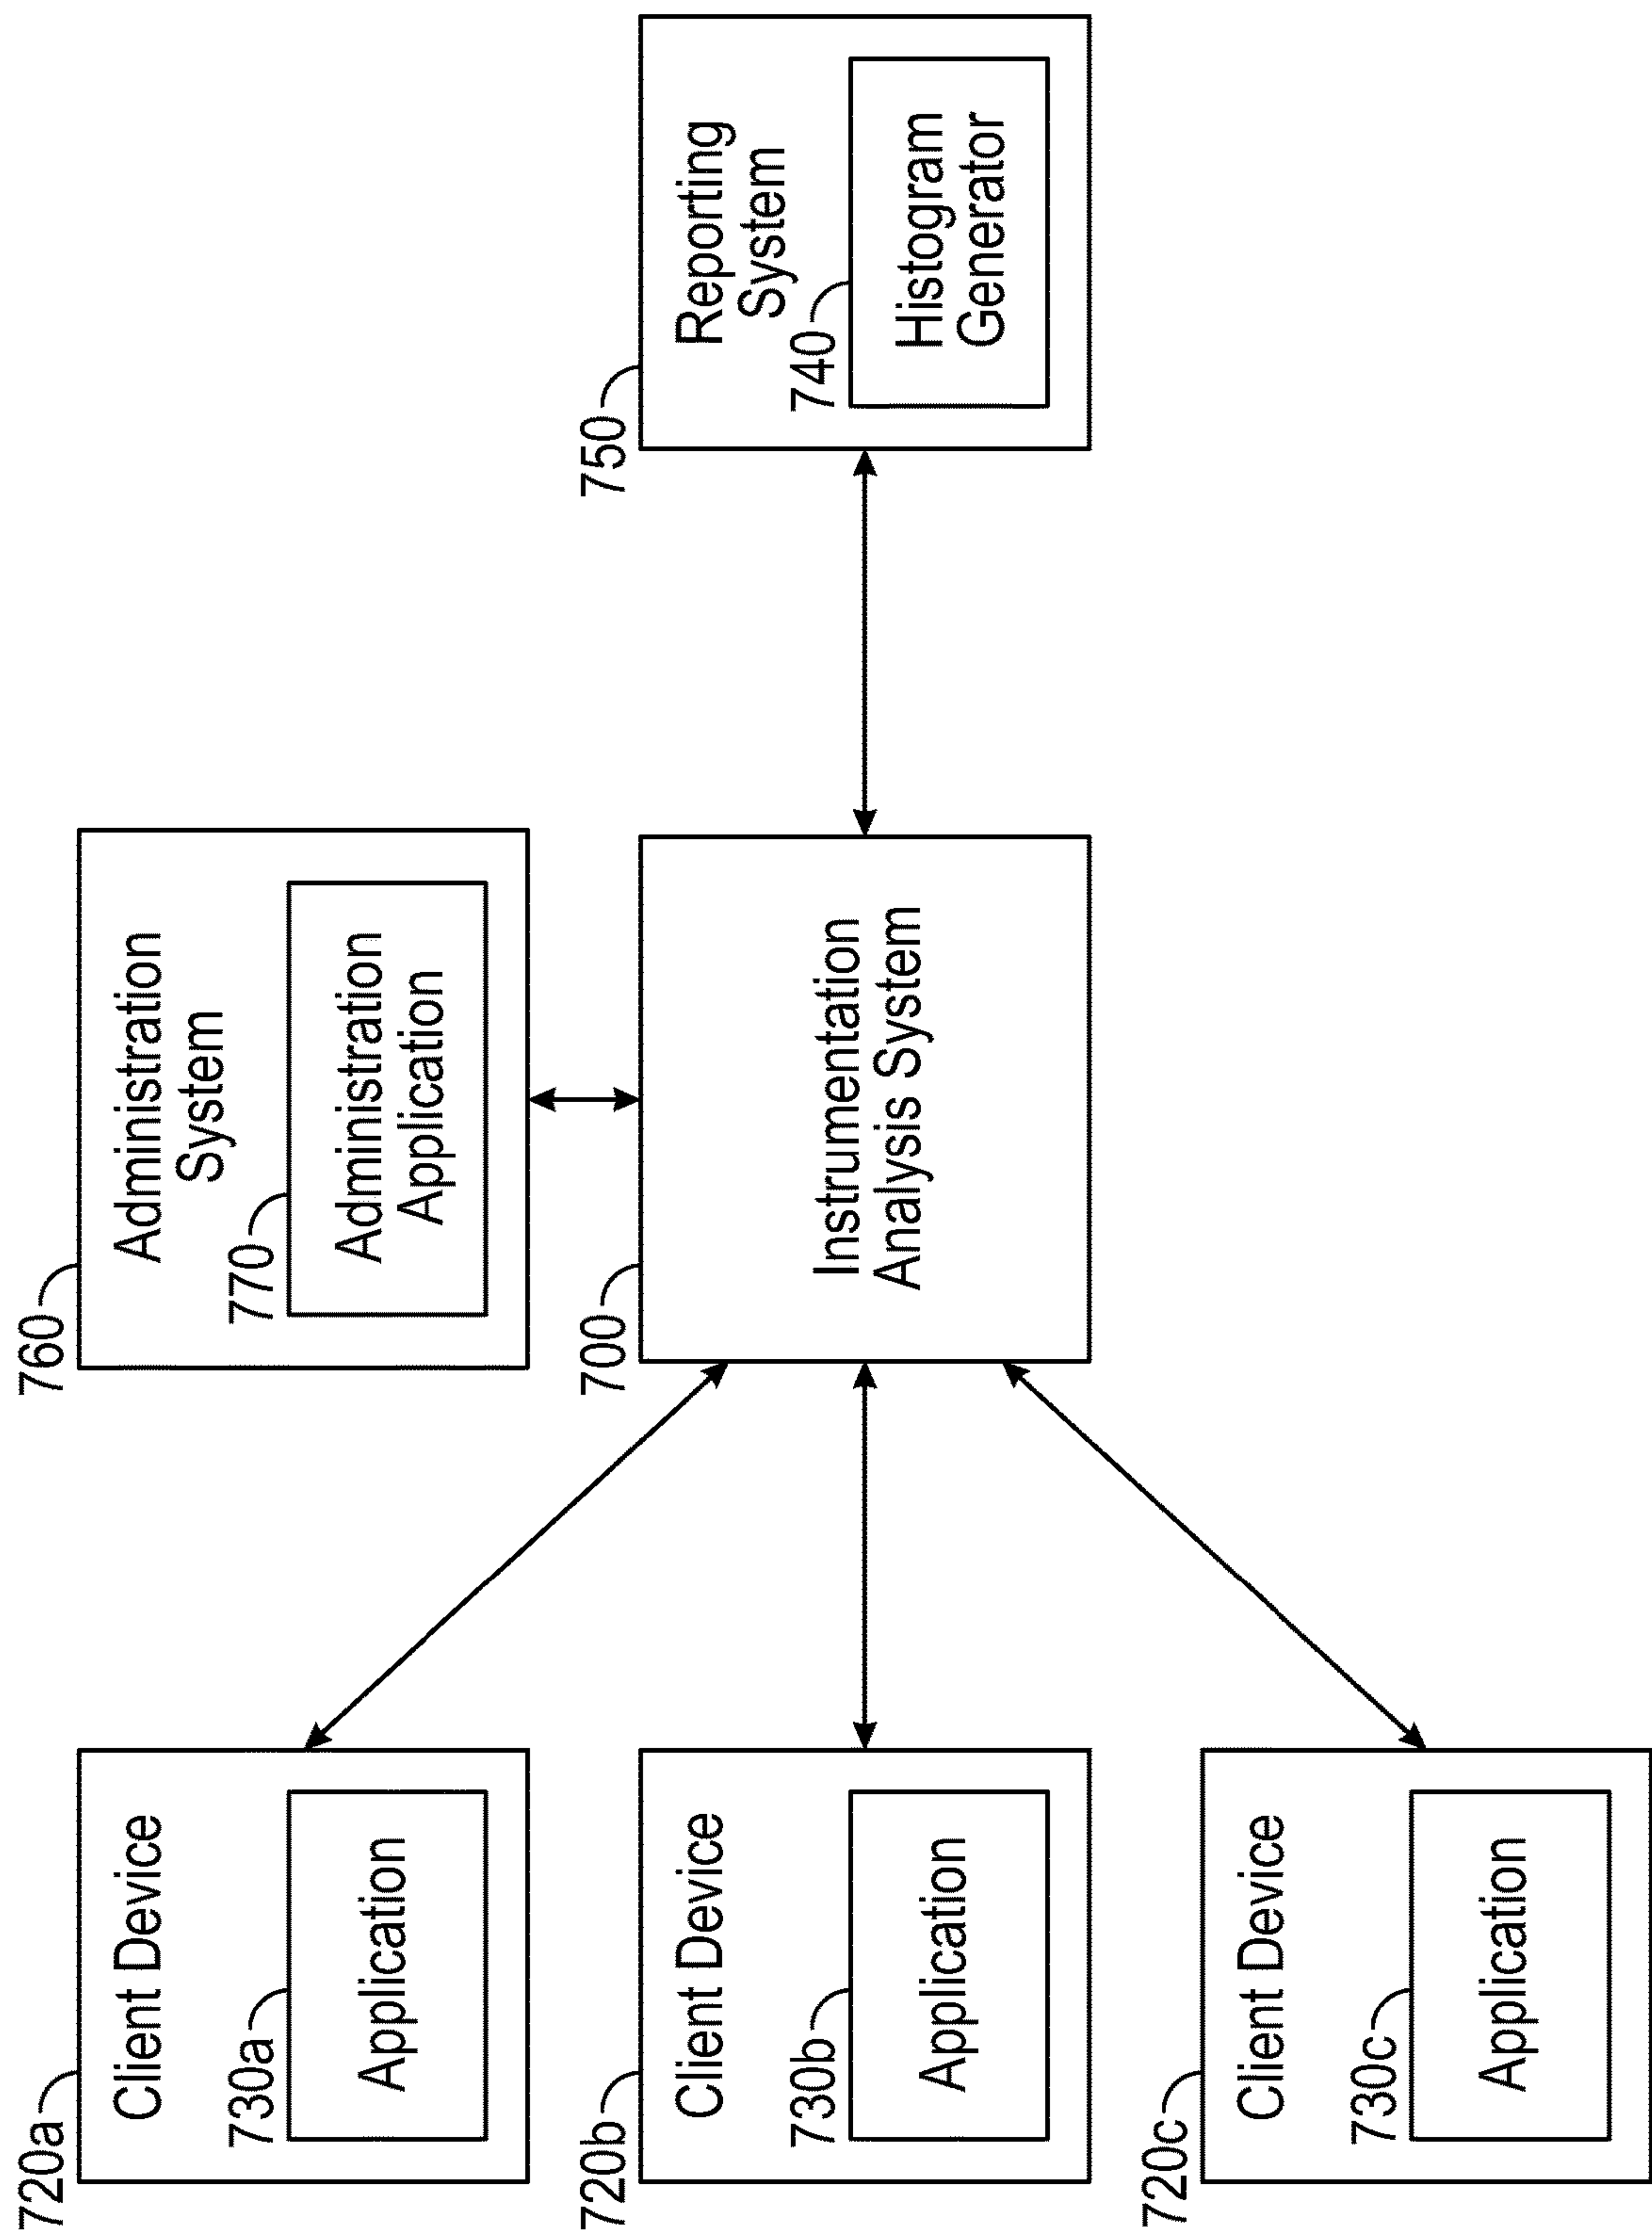 720a
Client Device
730a
Application
720b
Client Device
730b
Application
720c
Client Device
730c
Application
760
Administration
System
770
Administration
Application
700
Instrumentation
Analysis System
750
Reporting
System
740
Histogram
Generator